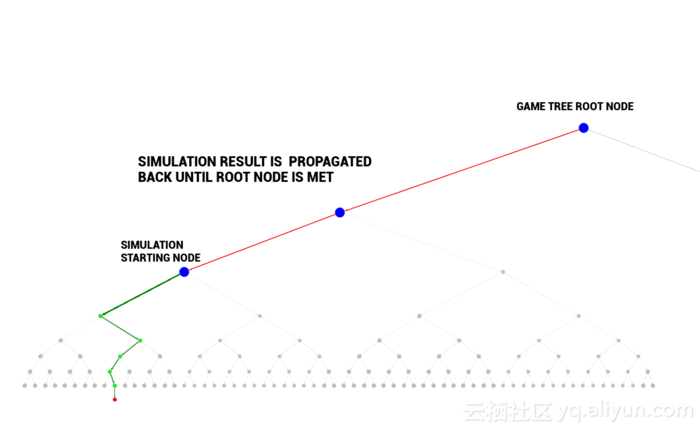 GAME TREE ROOT NODE
SIMULATION RESULT IS PROPAGATED
BACK UNTIL ROOT NODE IS MET
SIMULATION
STARTING NODE
云栖社区 yq.aliyun.com